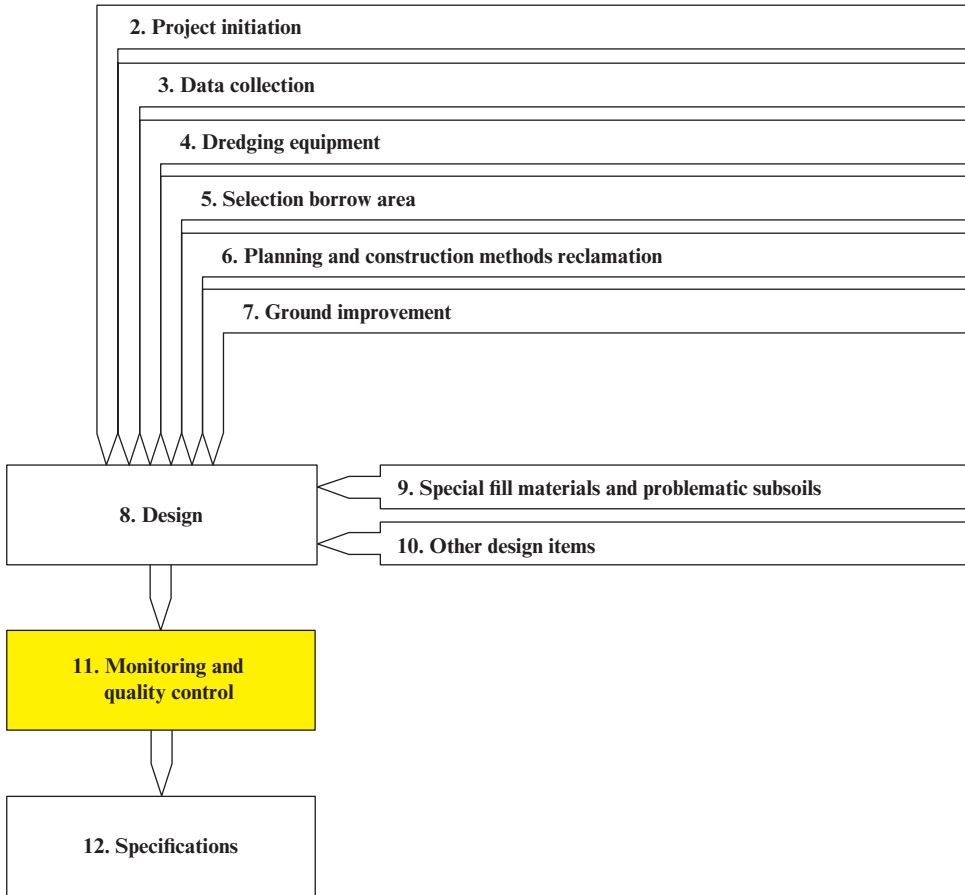 2. Project initiation
3. Data collection
4. Dredging equipment
5. Selection borrow area
6. Planning and construction methods reclamation
7. Ground improvement
8. Design
9. Special fill materials and problematic subsoils
10. Other design items
11. Monitoring and
quality control
12. Specifications